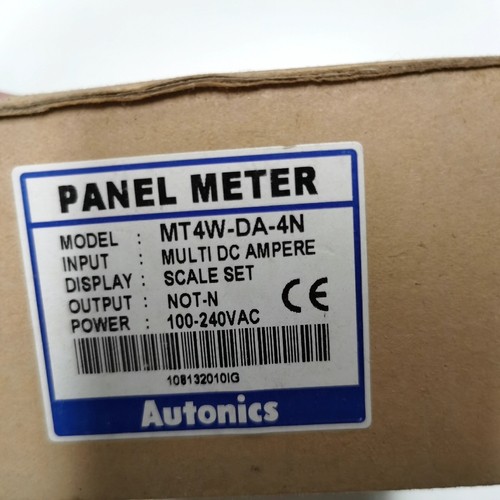 PANEL METER
MODEL : MT4W-DA-4N
INPUT : MULTI DC AMPERE
DISPLAY : SCALE SET
OUTPUT : NOT-N
POWER : 100-240VAC
CE
108132010IG
Autonics